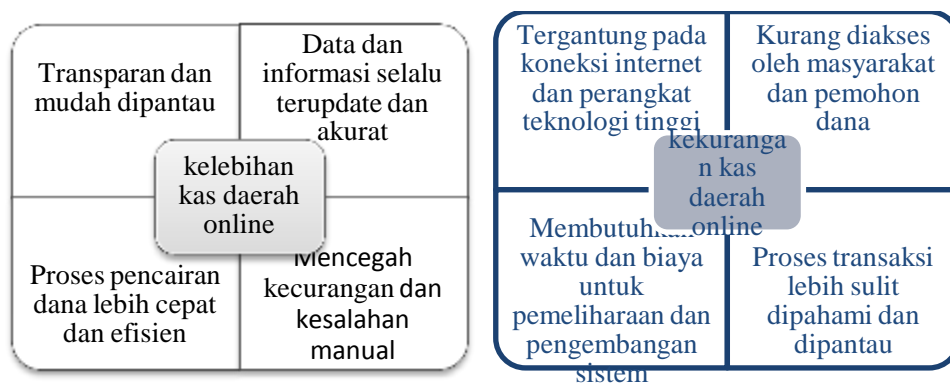 Transparan dan
mudah dipantau
Data dan
informasi selalu
terupdate dan
akurat
kelebihan
kas daerah
online
Proses pencairan
dana lebih cepat
dan efisien
Mencegah
kecurangan dan
kesalahan
manual
Tergantung pada
koneksi internet
dan perangkat
teknologi tinggi
Kurang diakses
oleh masyarakat
dan pemohon
dana
kekuranga
n kas
daerah
online
Membutuhkan
waktu dan biaya
untuk
pemeliharaan dan
pengembangan
sistem
Proses transaksi
lebih sulit
dipahami dan
dipantau